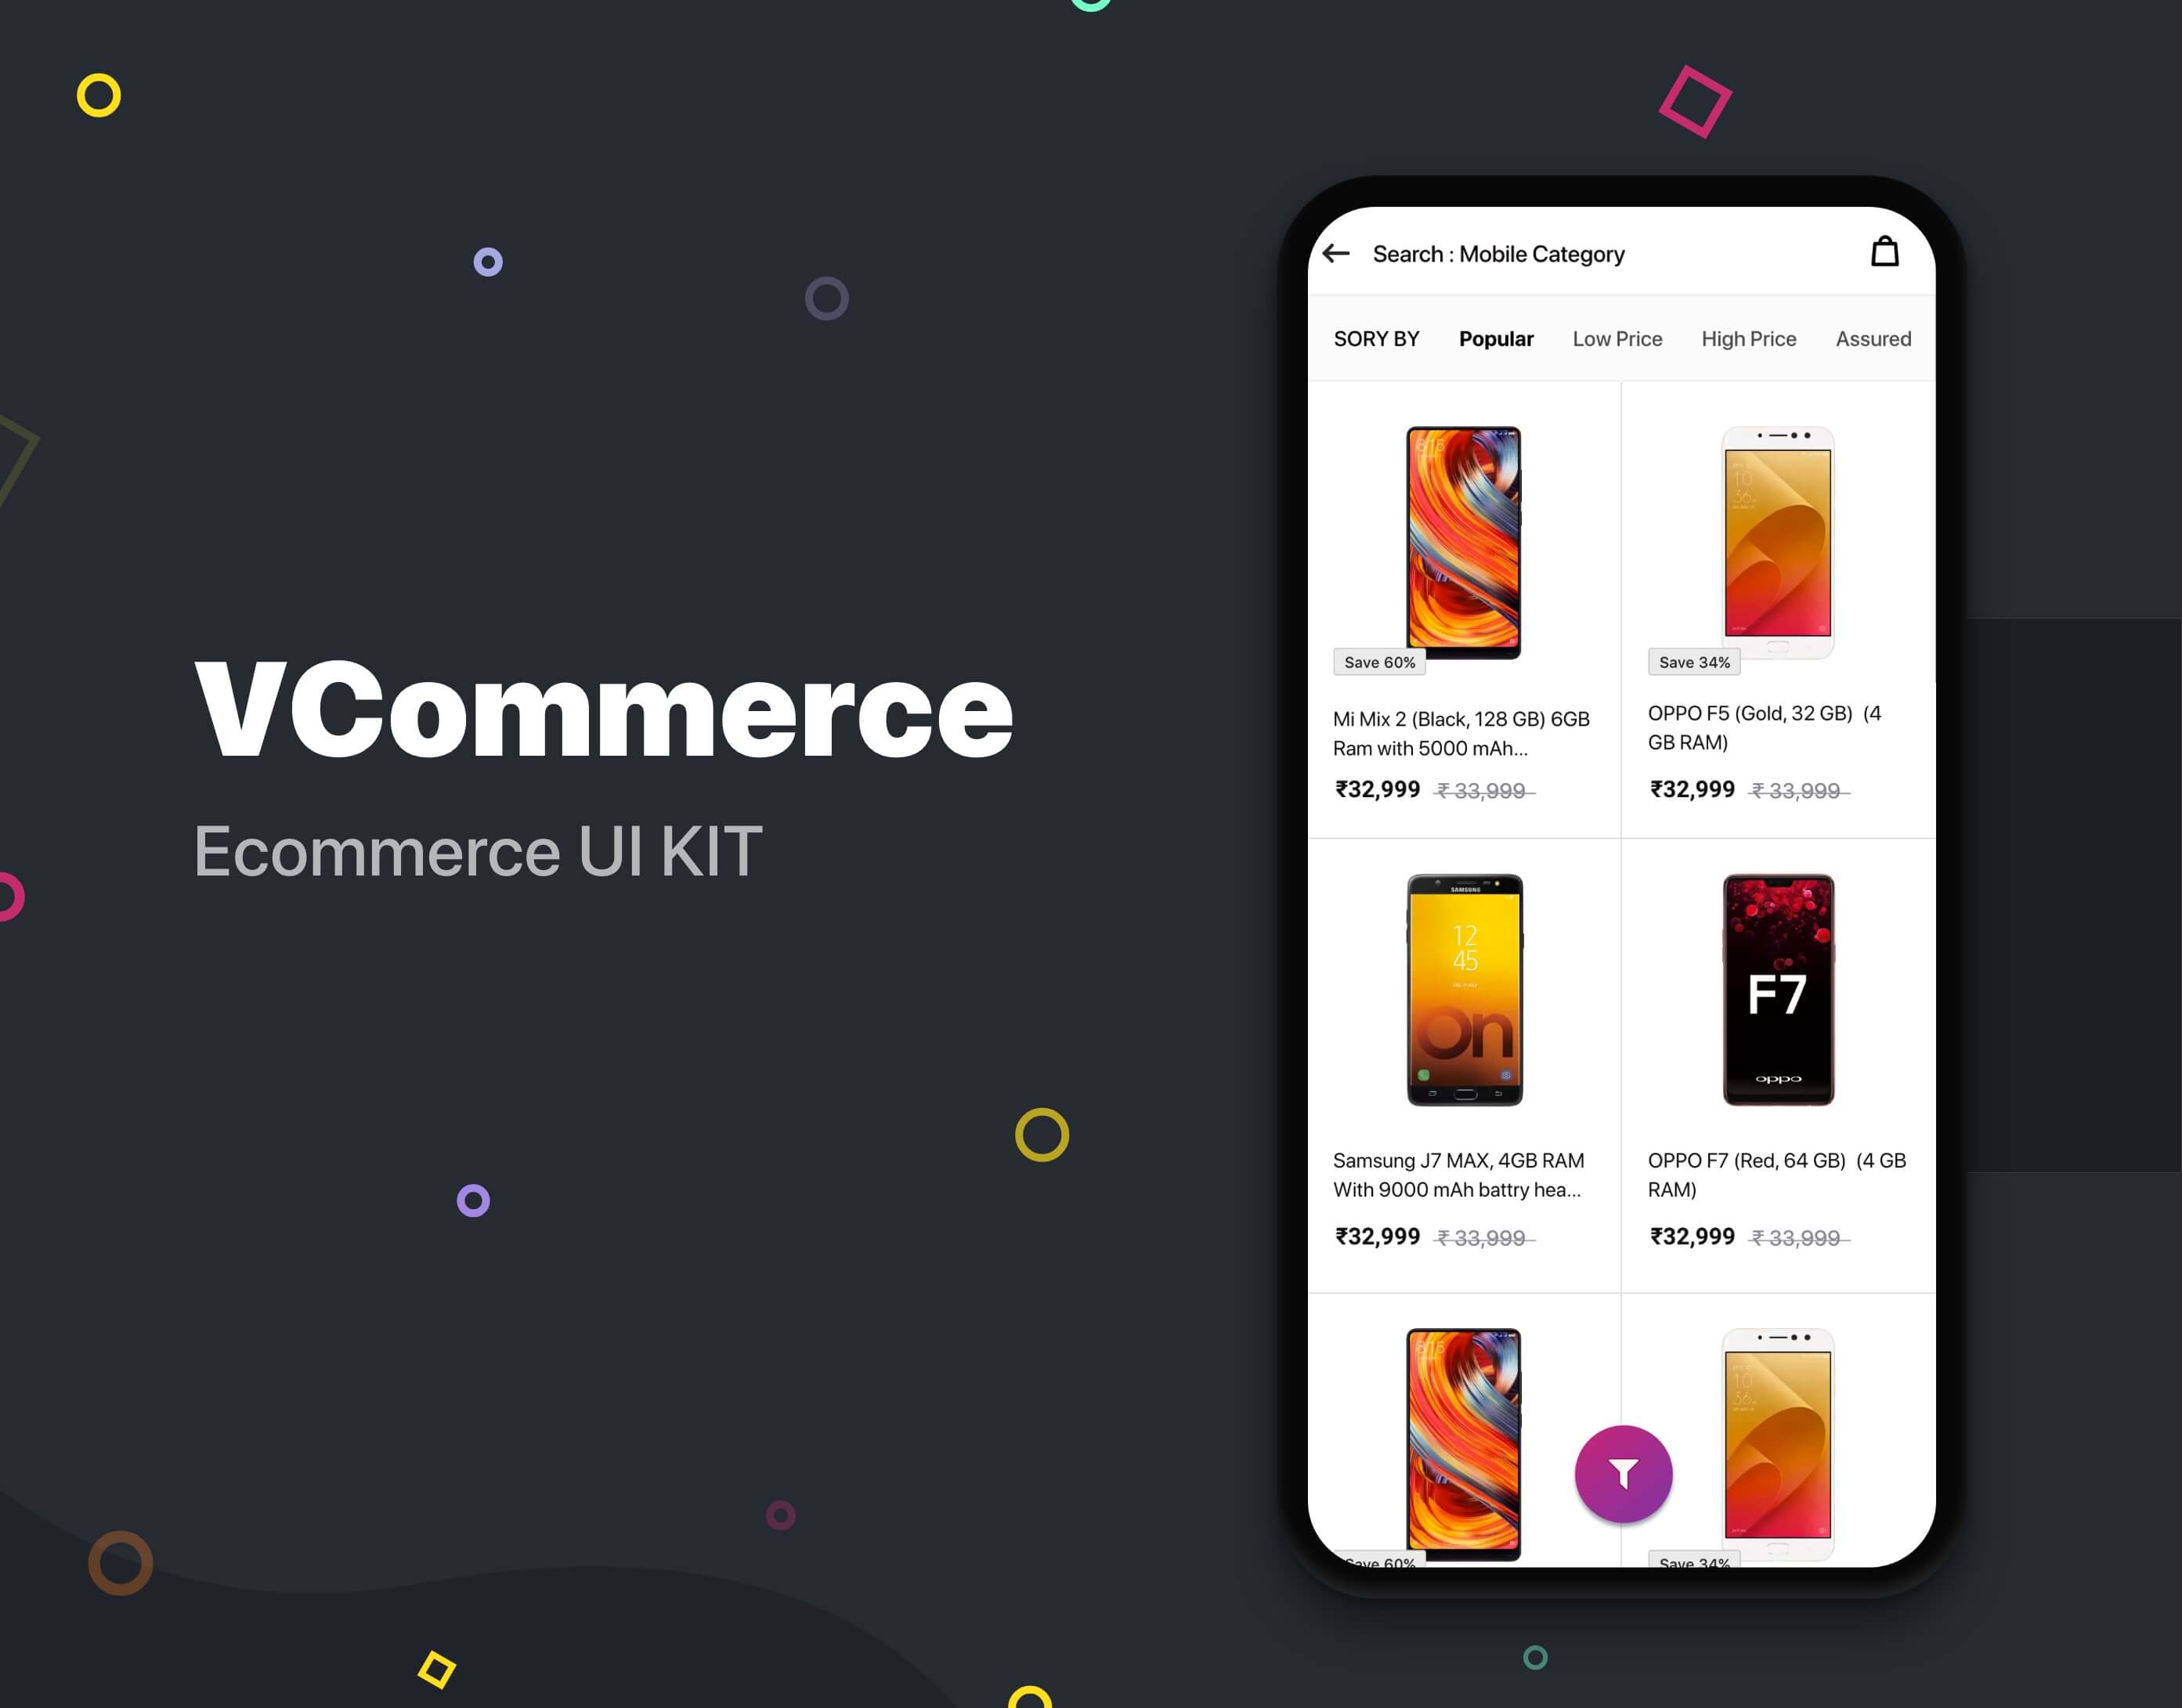 VCommerce
Ecommerce UI KIT
Search : Mobile Category
SORY BY Popular Low Price High Price Assured
Save 60%
Mi Mix 2 (Black, 128 GB) 6GB
Ram with 5000 mAh...
₹32,999 ₹ 33,999
Save 34%
OPPO F5 (Gold, 32 GB) (4
GB RAM)
₹32,999 ₹ 33,999
SAMSUNG
12
45
On
Samsung J7 MAX, 4GB RAM
With 9000 mAh battry hea...
₹32,999 ₹ 33,999
F7
oppo
OPPO F7 (Red, 64 GB) (4 GB
RAM)
₹32,999 ₹ 33,999
Save 60%
Save 34%